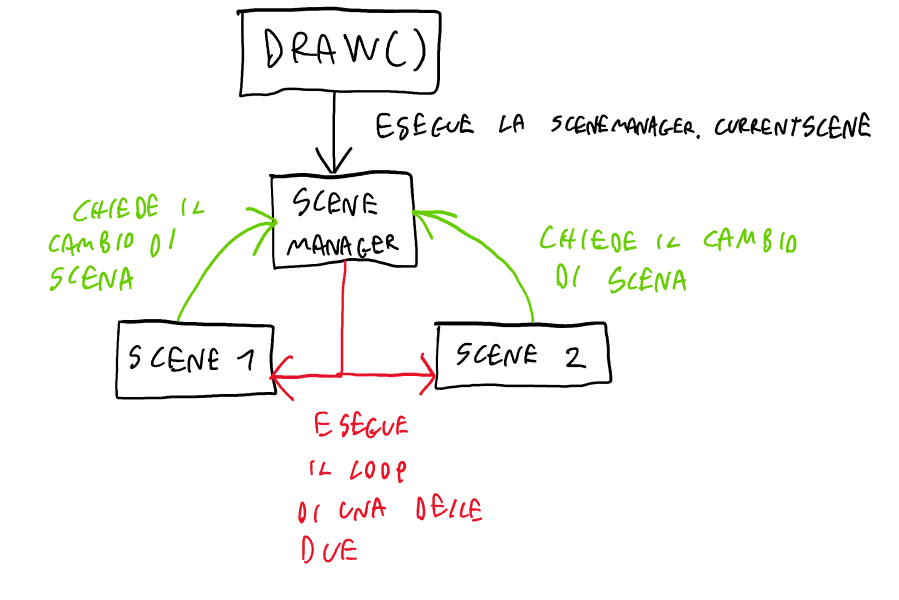 DRAW()
ESEGUE LA SCENEMANAGER.CURRENTSCENE
SCENE
MANAGER
CHIEDE IL
CAMBIO DI
SCENA
CHIEDE IL CAMBIO
DI SCENA
SCENE 1
SCENE 2
ESEGUE
IL LOOP
DI UNA DELLE
DUE